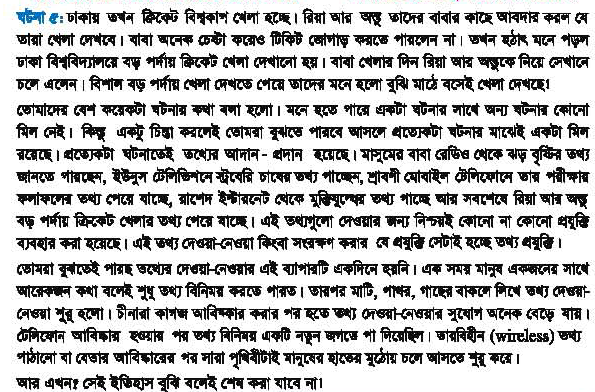 ঘটনা ৫: ঢাকায় তখন ক্রিকেট বিশ্বকাপ খেলা হচ্ছে। রিয়া আর অন্তু তাদের বাবার কাছে আবদার করল যে
তারা খেলা দেখবে। বাবা অনেক চেষ্টা করেও টিকিট জোগাড় করতে পারলেন না। তখন হঠাৎ মনে পড়ল
ঢাকা বিশ্ববিদ্যালয়ে বড় পর্দায় ক্রিকেট খেলা দেখানো হয়। বাবা খেলার দিন রিয়া আর অন্তুকে নিয়ে সেখানে
চলে এলেন। বিশাল বড় পর্দায় খেলা দেখতে পেয়ে তাদের মনে হলো বুঝি মাঠে বসেই খেলা দেখছে!
তোমাদের বেশ কয়েকটা ঘটনার কথা বলা হলো। মনে হতে পারে একটা ঘটনার সাথে অন্য ঘটনার কোনো
মিল নেই। কিন্তু একটু চিন্তা করলেই তোমরা বুঝতে পারবে আসলে প্রত্যেকটা ঘটনার মাঝেই একটা মিল
রয়েছে। প্রত্যেকটা ঘটনাতেই তথ্যের আদান - প্রদান হয়েছে। মাসুমের বাবা রেডিও থেকে ঝড় বৃষ্টির তথ্য
জানতে পারছেন, ইউনুস টেলিভিশনে স্ট্রবেরি চাষের তথ্য পাচ্ছেন, শ্রাবণী মোবাইল টেলিফোনে তার পরীক্ষার
ফলাফলের তথ্য পেয়ে যাচ্ছে, রাশেদ ইন্টারনেট থেকে মুক্তিযুদ্ধের তথ্য পাচ্ছে আর সবশেষে রিয়া আর অন্তু
বড় পর্দায় ক্রিকেট খেলার তথ্য পেয়ে যাচ্ছে। এই তথ্যগুলো দেওয়ার জন্য নিশ্চয়ই কোনো না কোনো প্রযুক্তি
ব্যবহার করা হয়েছে। এই তথ্য দেওয়া-নেওয়া কিংবা সংরক্ষণ করার যে প্রযুক্তি সেটাই হচ্ছে তথ্য প্রযুক্তি।
তোমরা বুঝতেই পারছ তথ্যের দেওয়া-নেওয়ার এই ব্যাপারটি একদিনে হয়নি। এক সময় মানুষ একজনের সাথে
আরেকজন কথা বলেই শুধু তথ্য বিনিময় করতে পারত। তারপর মাটি, পাথর, গাছের বাকলে লিখে তথ্য দেওয়া-
নেওয়া শুরু হলো। চীনারা কাগজ আবিষ্কার করার পর হতে তথ্য দেওয়া-নেওয়ার সুযোগ অনেক বেড়ে যায়।
টেলিফোন আবিষ্কার হওয়ার পর তথ্য বিনিময় একটি নতুন জগতে পা দিয়েছিল। তারবিহীন (wireless) তথ্য
পাঠানো বা বেতার আবিষ্কারের পর সারা পৃথিবীটাই মানুষের হাতের মুঠোয় চলে আসতে শুরু করে।
আর এখন? সেই ইতিহাস বুঝি বলেই শেষ করা যাবে না।